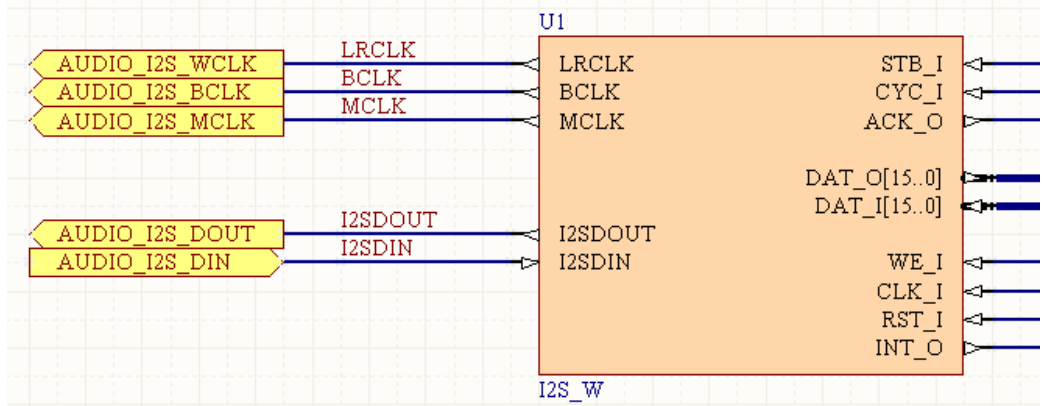 U1
LRCLK
AUDIO_I2S_WCLK LRCLK STB_I
BCLK
AUDIO_I2S_BCLK BCLK CYC_I
MCLK
AUDIO_I2S_MCLK MCLK ACK_O
DAT_O[15..0]
DAT_I[15..0]
I2SDOUT
AUDIO_I2S_DOUT I2SDOUT
I2SDIN
AUDIO_I2S_DIN I2SDIN WE_I
CLK_I
RST_I
INT_O
I2S_W